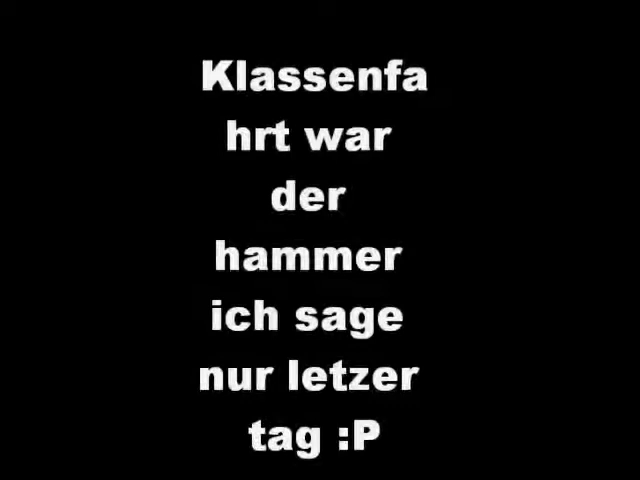 Klassenfa
hrt war
der
hammer
ich sage
nur letzer
tag :P